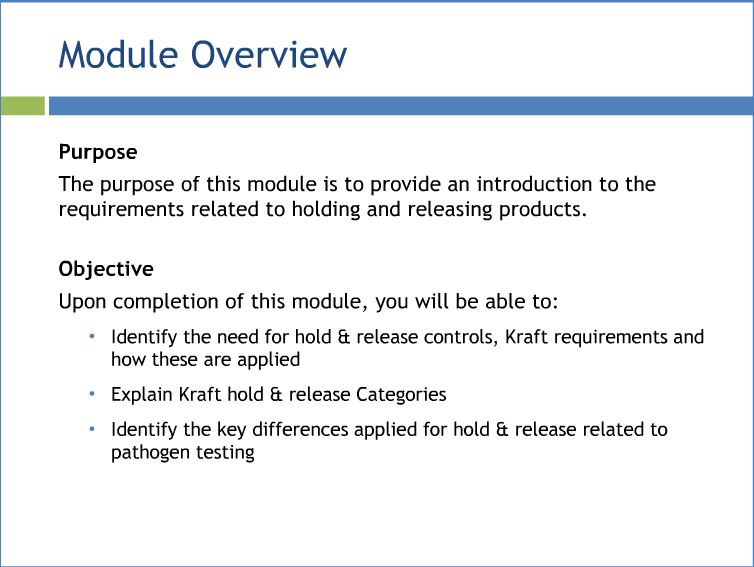 Module Overview
Purpose
The purpose of this module is to provide an introduction to the
requirements related to holding and releasing products.
Objective
Upon completion of this module, you will be able to:
• Identify the need for hold & release controls, Kraft requirements and
how these are applied
• Explain Kraft hold & release Categories
• Identify the key differences applied for hold & release related to
pathogen testing